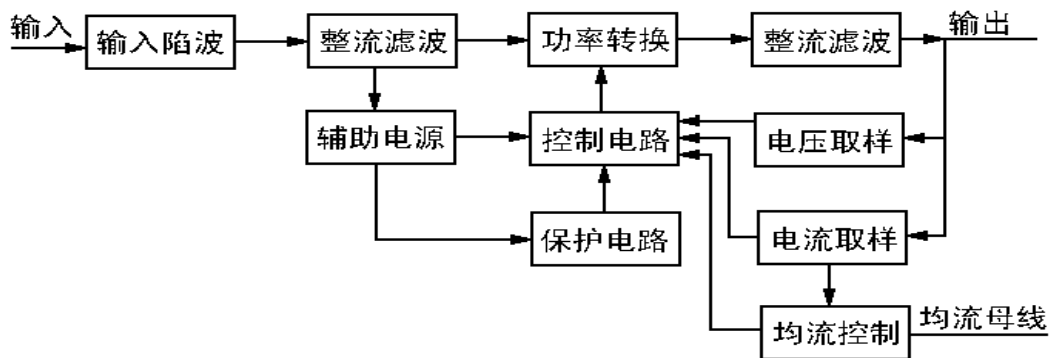 输入
输入陷波
整流滤波
功率转换
整流滤波
输出
辅助电源
控制电路
电压取样
保护电路
电流取样
均流控制
均流母线